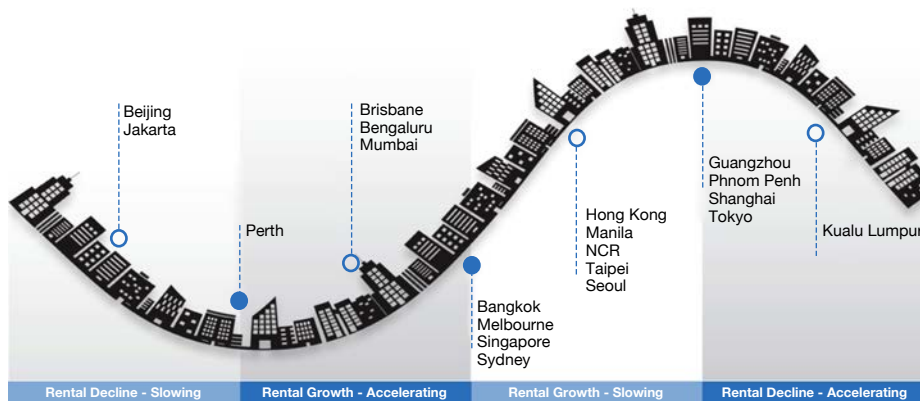 Beijing
Jakarta
Perth
Brisbane
Bengaluru
Mumbai
Bangkok
Melbourne
Singapore
Sydney
Hong Kong
Manila
NCR
Taipei
Seoul
Guangzhou
Phnom Penh
Shanghai
Tokyo
Kualu Lumpur
Rental Decline - Slowing
Rental Growth - Accelerating
Rental Growth - Slowing
Rental Decline - Accelerating